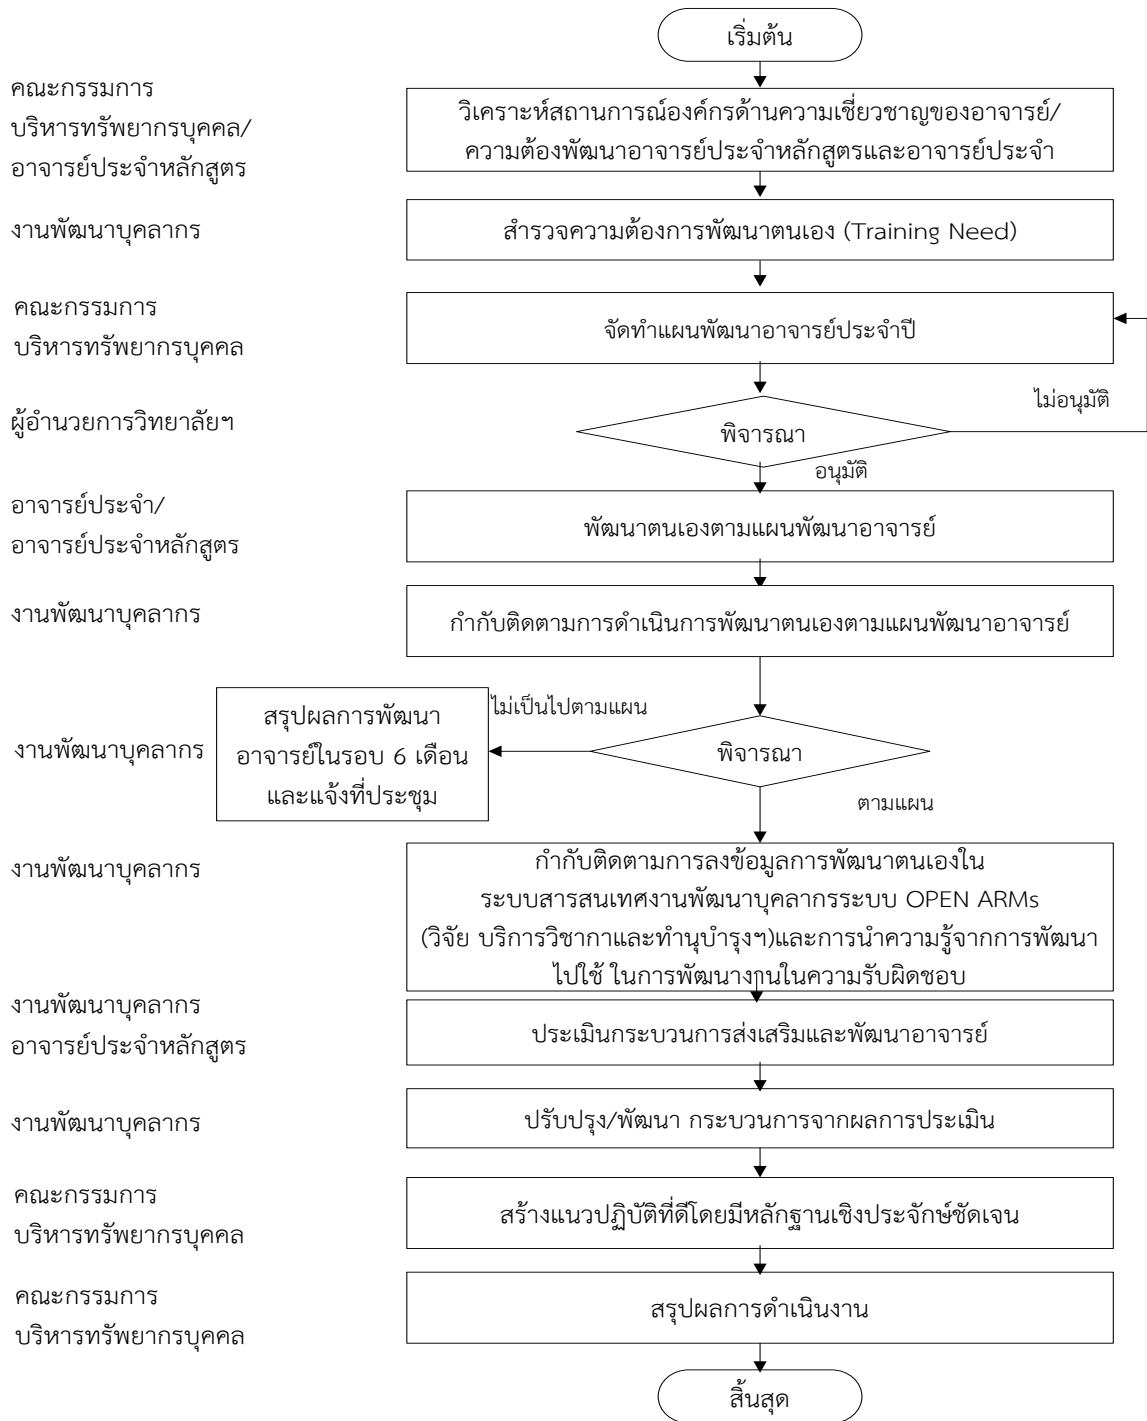 เริ่มต้น
คณะกรรมการ
บริหารทรัพยากรบุคคล/
อาจารย์ประจำหลักสูตร
วิเคราะห์สถานการณ์องค์กรด้านความเชี่ยวชาญของอาจารย์/
ความต้องพัฒนาอาจารย์ประจำหลักสูตรและอาจารย์ประจำ
งานพัฒนาบุคลากร
สำรวจความต้องการพัฒนาตนเอง (Training Need)
คณะกรรมการ
บริหารทรัพยากรบุคคล
จัดทำแผนพัฒนาอาจารย์ประจำปี
ผู้อำนวยการวิทยาลัยฯ
พิจารณา
ไม่อนุมัติ
อนุมัติ
อาจารย์ประจำ/
อาจารย์ประจำหลักสูตร
พัฒนาตนเองตามแผนพัฒนาอาจารย์
งานพัฒนาบุคลากร
กำกับติดตามการดำเนินการพัฒนาตนเองตามแผนพัฒนาอาจารย์
งานพัฒนาบุคลากร
สรุปผลการพัฒนา
อาจารย์ในรอบ 6 เดือน
และแจ้งที่ประชุม
ไม่เป็นไปตามแผน
พิจารณา
ตามแผน
งานพัฒนาบุคลากร
กำกับติดตามการลงข้อมูลการพัฒนาตนเองใน
ระบบสารสนเทศงานพัฒนาบุคลากรระบบ OPEN ARMs
(วิจัย บริการวิชากาและทำนุบำรุงฯ)และการนำความรู้จากการพัฒนา
ไปใช้ ในการพัฒนางานในความรับผิดชอบ
งานพัฒนาบุคลากร
อาจารย์ประจำหลักสูตร
ประเมินกระบวนการส่งเสริมและพัฒนาอาจารย์
งานพัฒนาบุคลากร
ปรับปรุง/พัฒนา กระบวนการจากผลการประเมิน
คณะกรรมการ
บริหารทรัพยากรบุคคล
สร้างแนวปฏิบัติที่ดีโดยมีหลักฐานเชิงประจักษ์ชัดเจน
คณะกรรมการ
บริหารทรัพยากรบุคคล
สรุปผลการดำเนินงาน
สิ้นสุด